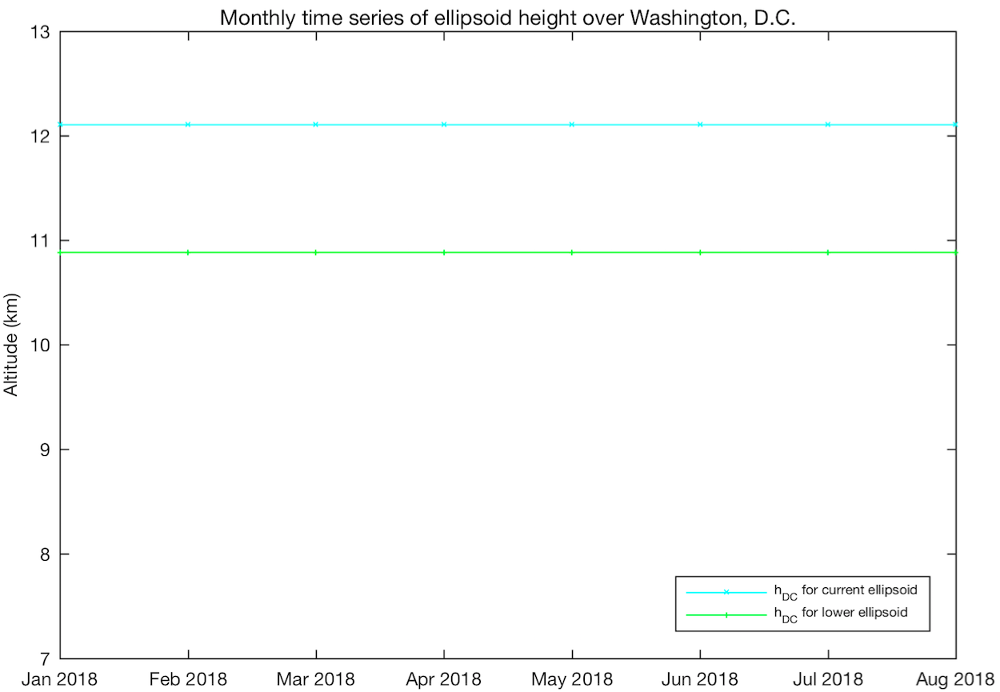 Monthly time series of ellipsoid height over Washington, D.C.
13
12
11
10
9
8
7
Altitude (km)
hDC for current ellipsoid
hDC for lower ellipsoid
Jan 2018 Feb 2018 Mar 2018 Apr 2018 May 2018 Jun 2018 Jul 2018 Aug 2018